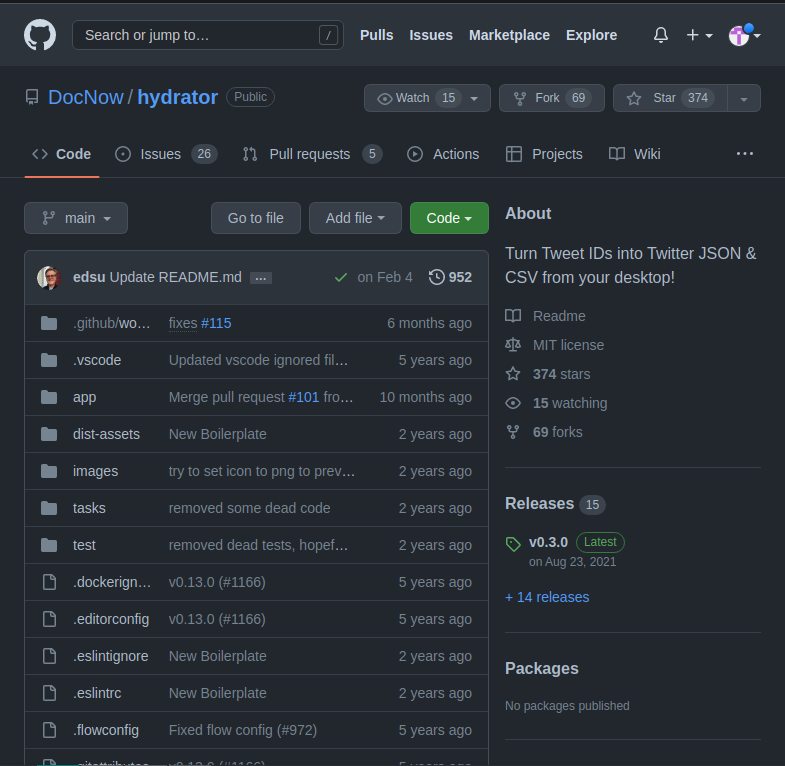 Search or jump to… / Pulls Issues Marketplace Explore
DocNow / hydrator Public Watch 15 Fork 69 Star 374
Code Issues 26 Pull requests 5 Actions Projects Wiki ...
main Go to file Add file Code
edsu Update README.md … on Feb 4 952
.github/wo… fixes #115 6 months ago
.vscode Updated vscode ignored fil… 5 years ago
app Merge pull request #101 fro… 10 months ago
dist-assets New Boilerplate 2 years ago
images try to set icon to png to prev… 2 years ago
tasks removed some dead code 2 years ago
test removed dead tests, hopef… 2 years ago
.dockerign… v0.13.0 (#1166) 5 years ago
.editorconfig v0.13.0 (#1166) 5 years ago
.eslintignore New Boilerplate 2 years ago
.eslintrc New Boilerplate 2 years ago
.flowconfig Fixed flow config (#972) 5 years ago
.gitattributes v0.13.0 (#1166) 5 years ago
About
Turn Tweet IDs into Twitter JSON &
CSV from your desktop!
Readme
MIT license
374 stars
15 watching
69 forks
Releases 15
v0.3.0 Latest
on Aug 23, 2021
+ 14 releases
Packages
No packages published